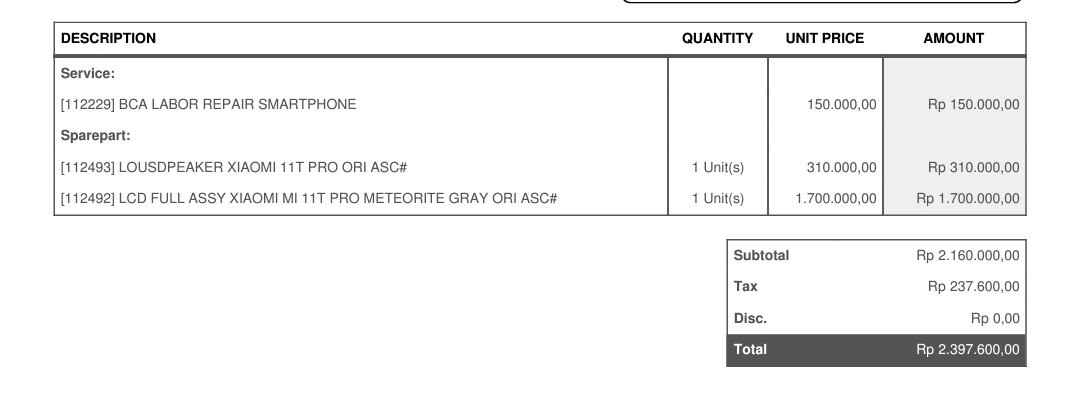 DESCRIPTION QUANTITY UNIT PRICE AMOUNT
Service:
[112229] BCA LABOR REPAIR SMARTPHONE 150.000,00 Rp 150.000,00
Sparepart:
[112493] LOUSDPEAKER XIAOMI 11T PRO ORI ASC# 1 Unit(s) 310.000,00 Rp 310.000,00
[112492] LCD FULL ASSY XIAOMI MI 11T PRO METEORITE GRAY ORI ASC# 1 Unit(s) 1.700.000,00 Rp 1.700.000,00
Subtotal Rp 2.160.000,00
Tax Rp 237.600,00
Disc. Rp 0,00
Total Rp 2.397.600,00